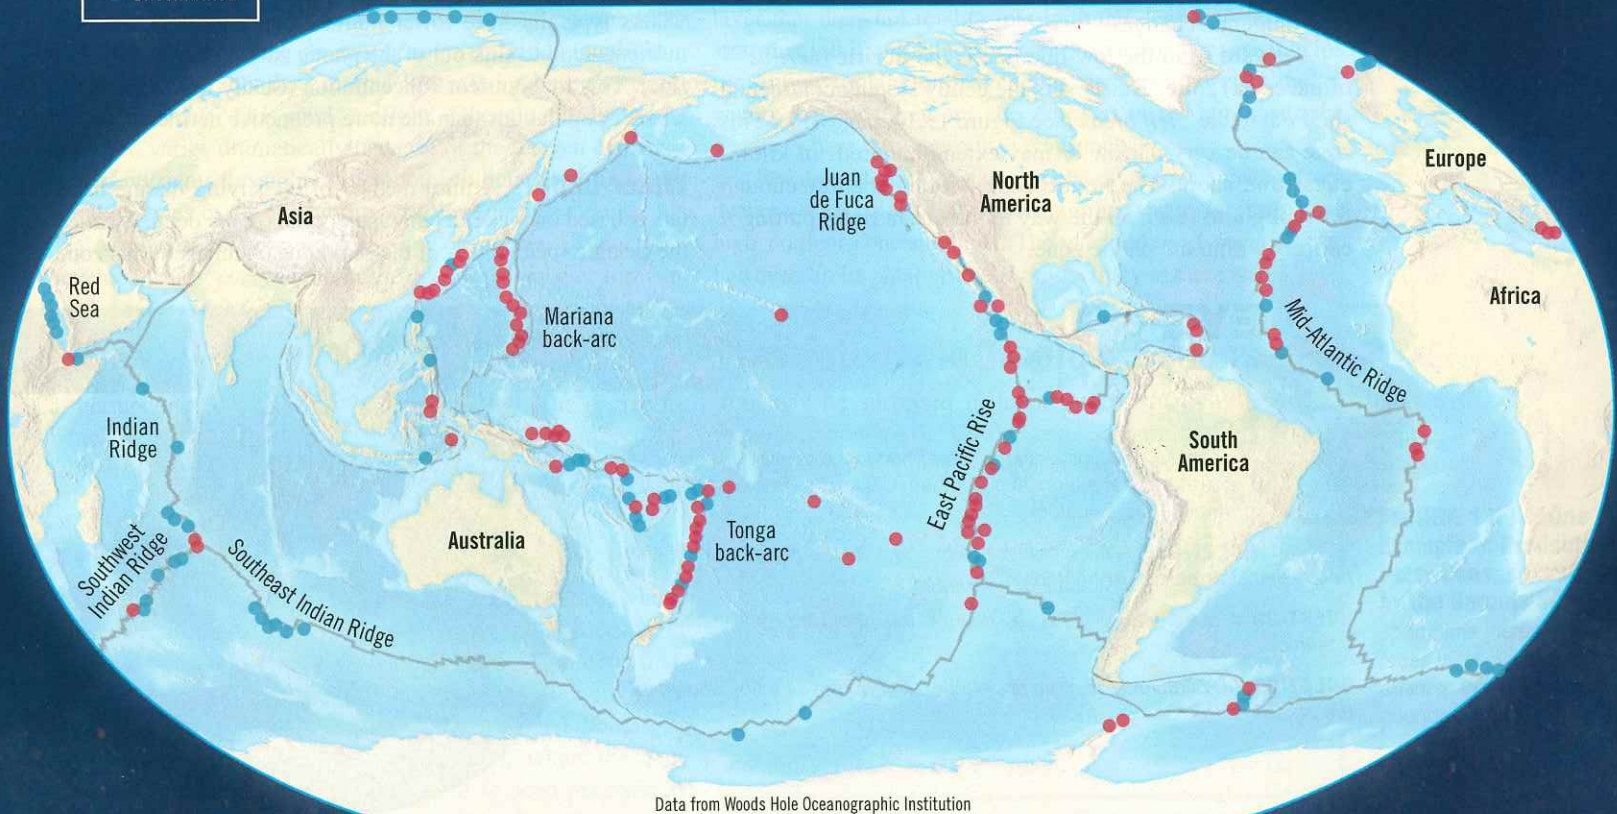 Asia
Europe
North
America
Juan
de Fuca
Ridge
Red
Sea
Africa
Mariana
back-arc
Mid-Atlantic Ridge
Indian
Ridge
East Pacific Rise
South
America
Southwest
Indian Ridge
Southeast Indian Ridge
Australia
Tonga
back-arc
Data from Woods Hole Oceanographic Institution